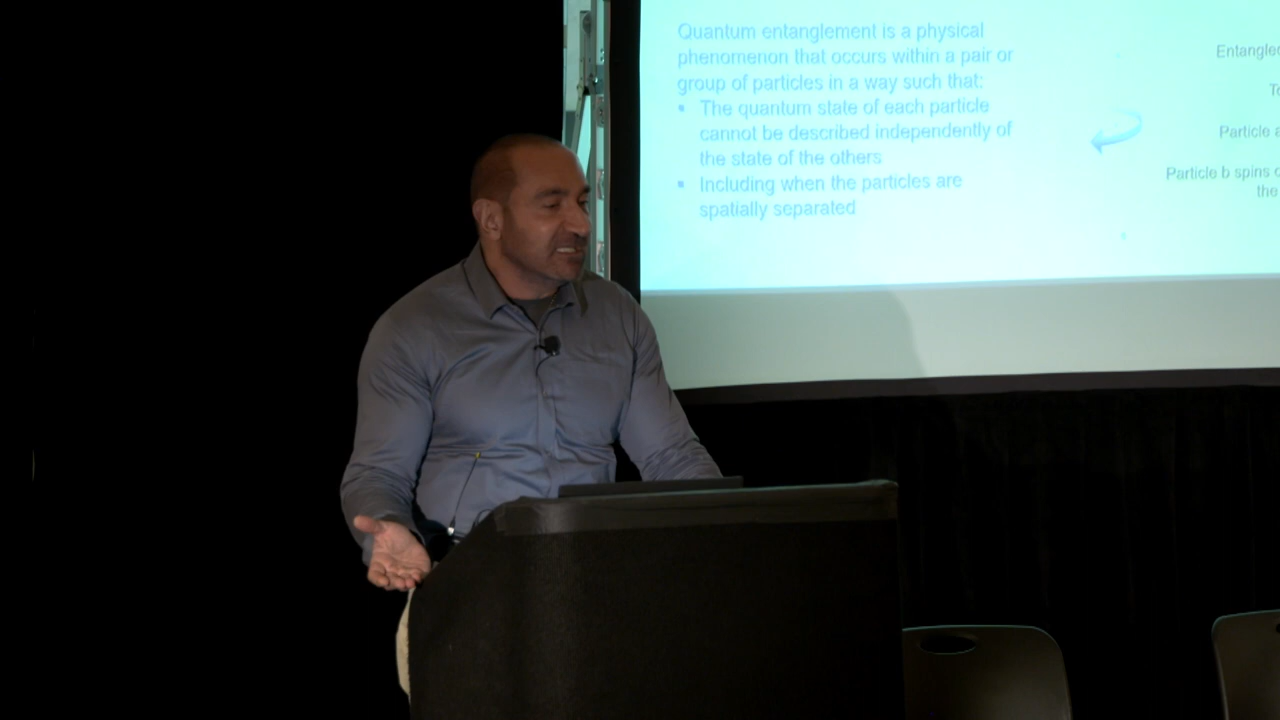 Quantum entanglement is a physical
phenomenon that occurs within a pair or
group of particles in a way such that:
▪ The quantum state of each particle
cannot be described independently of
the state of the others
▪ Including when the particles are
spatially separated
Particle a
Particle b spins
the